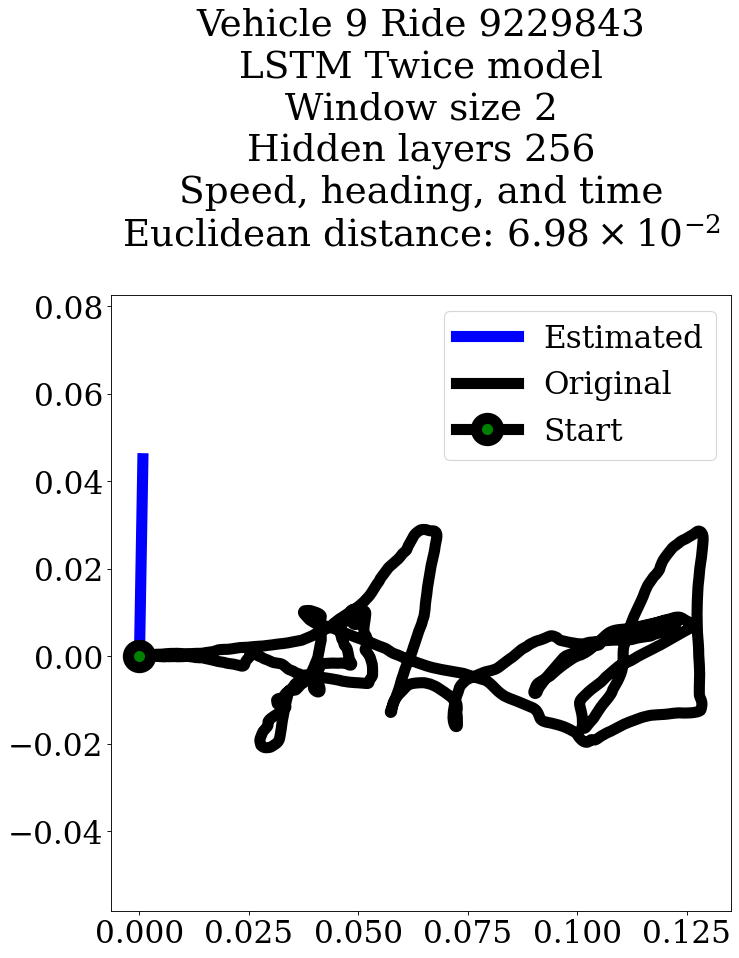 Vehicle 9 Ride 9229843
LSTM Twice model
Window size 2
Hidden layers 256
Speed, heading, and time
Euclidean distance: 6.98 × 10⁻²
Estimated
Original
Start
0.08
0.06
0.04
0.02
0.00
−0.02
−0.04
0.000 0.025 0.050 0.075 0.100 0.125